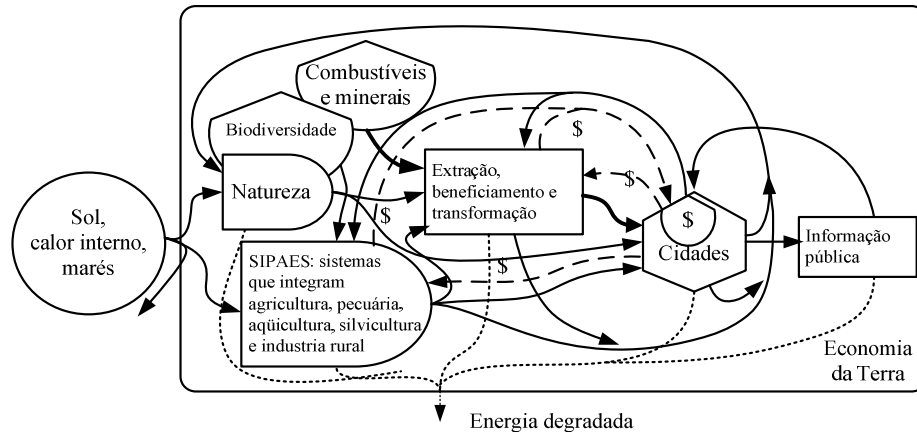 Combustíveis
e minerais
Biodiversidade
Natureza
Sol,
calor interno,
marés
Extração,
beneficiamento e
transformação
$
$
$
$
$
Cidades
Informação
pública
SIPAES: sistemas
que integram
agricultura, pecuária,
aqüicultura, silvicultura
e industria rural
Economia
da Terra
Energia degradada